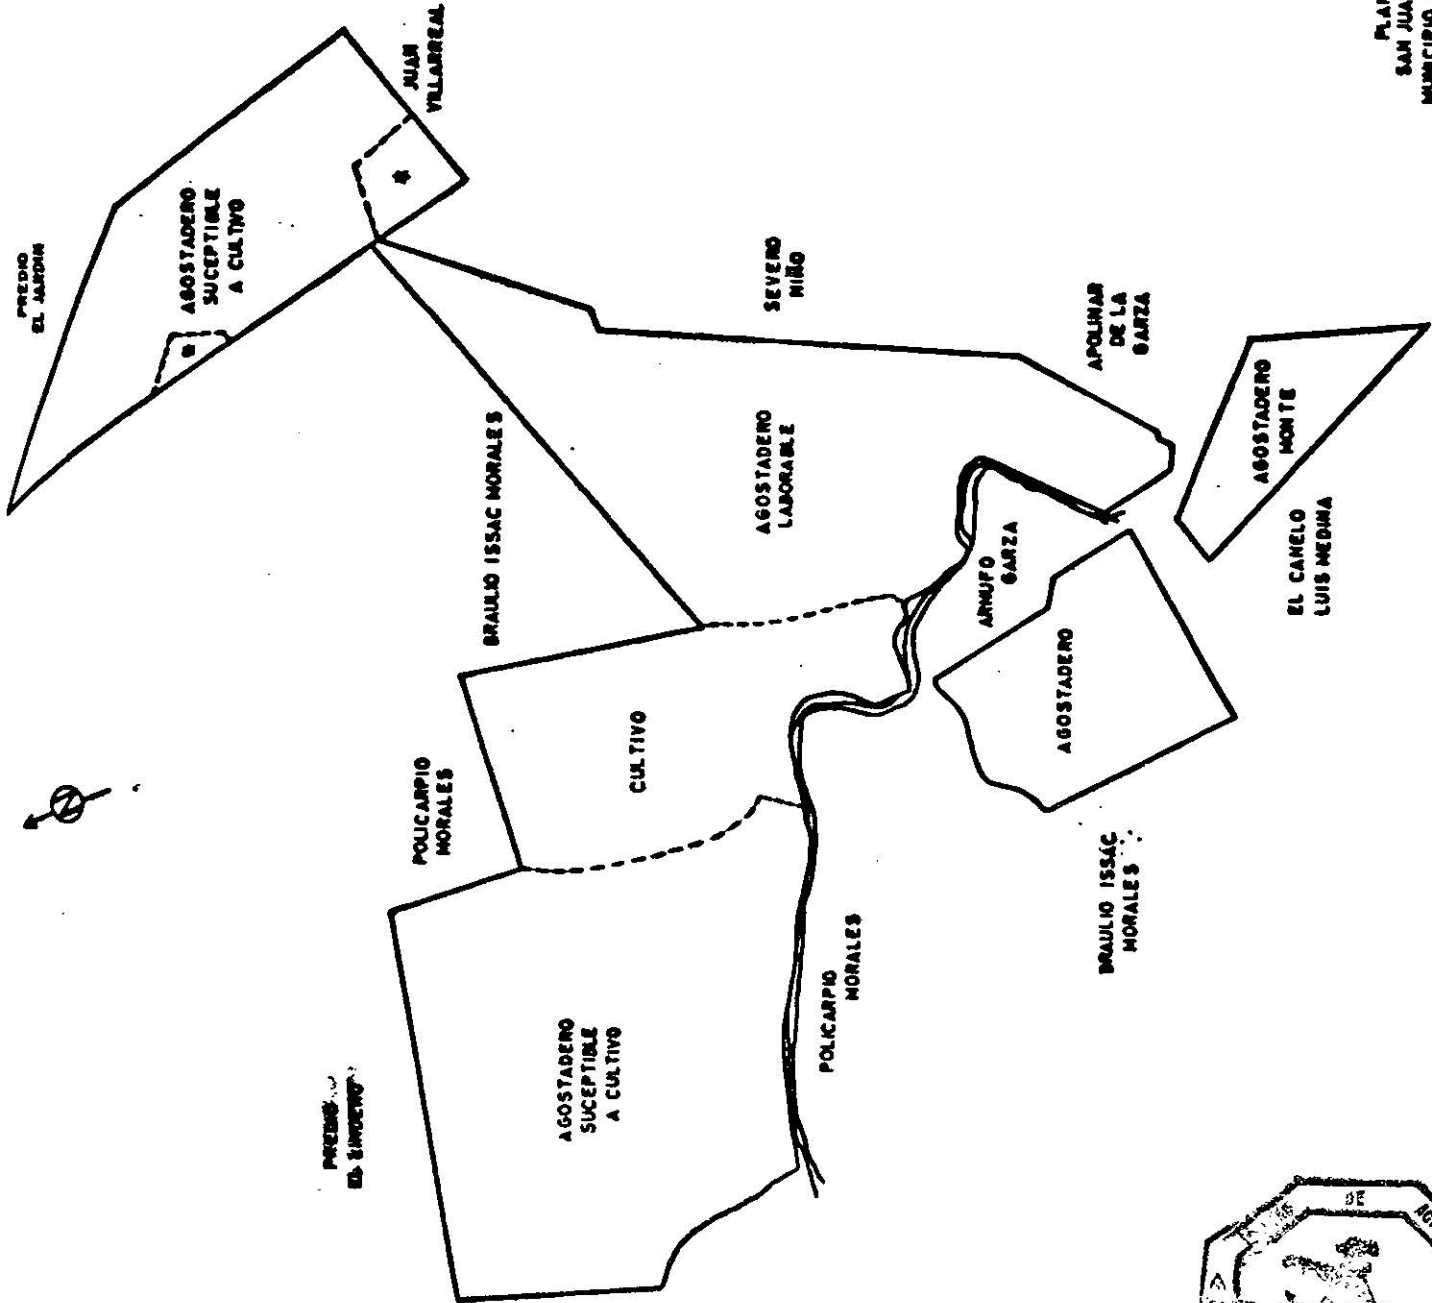 PREDIO
EL JARDIN
JUAN
VILLARREAL
AGOSTADERO
SUCEPTIBLE
A CULTIVO
*
*
SEVERO
NIÑO
BRAULIO ISSAC MORALES
AGOSTADERO
LABORABLE
APOLINAR
DE LA
GARZA
AGOSTADERO
MONTE
EL CANELO
LUIS MEDINA
ARNUFO
GARZA
AGOSTADERO
BRAULIO ISSAC
MORALES
N
POLICARPIO
MORALES
CULTIVO
POLICARPIO
MORALES
PREDIO
AGOSTADERO
SUCEPTIBLE
A CULTIVO
SAN JUA
MUNICIPIO
DE